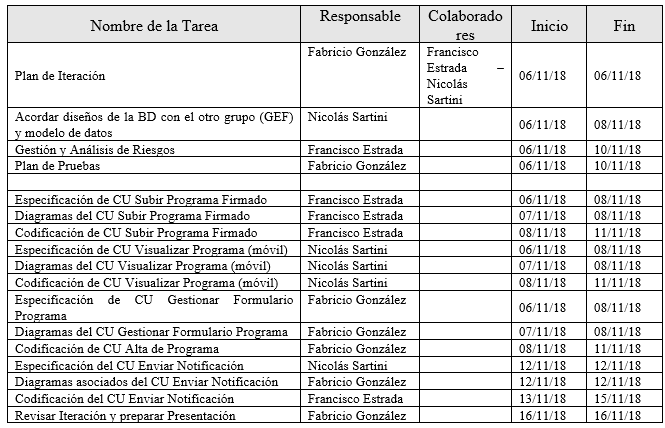 Nombre de la Tarea Responsable Colaborado
res Inicio Fin
Plan de Iteración Fabricio González Francisco
Estrada –
Nicolás
Sartini 06/11/18 06/11/18
Acordar diseños de la BD con el otro grupo (GEF)
y modelo de datos Nicolás Sartini 06/11/18 08/11/18
Gestión y Análisis de Riesgos Francisco Estrada 06/11/18 10/11/18
Plan de Pruebas Fabricio González 06/11/18 10/11/18
Especificación de CU Subir Programa Firmado Francisco Estrada 06/11/18 08/11/18
Diagramas del CU Subir Programa Firmado Francisco Estrada 07/11/18 08/11/18
Codificación de CU Subir Programa Firmado Francisco Estrada 08/11/18 11/11/18
Especificación de CU Visualizar Programa (móvil) Nicolás Sartini 06/11/18 08/11/18
Diagramas del CU Visualizar Programa (móvil) Nicolás Sartini 07/11/18 08/11/18
Codificación de CU Visualizar Programa (móvil) Nicolás Sartini 08/11/18 11/11/18
Especificación de CU Gestionar Formulario
Programa Fabricio González 06/11/18 08/11/18
Diagramas del CU Gestionar Formulario Programa Fabricio González 07/11/18 08/11/18
Codificación de CU Alta de Programa Fabricio González 08/11/18 11/11/18
Especificación del CU Enviar Notificación Nicolás Sartini 12/11/18 12/11/18
Diagramas asociados del CU Enviar Notificación Fabricio González 12/11/18 12/11/18
Codificación del CU Enviar Notificación Francisco Estrada 13/11/18 15/11/18
Revisar Iteración y preparar Presentación Fabricio González 16/11/18 16/11/18